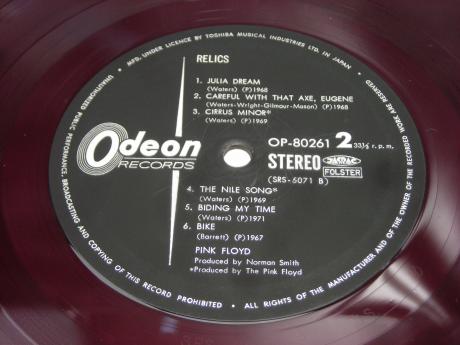 MFG. UNDER LICENCE BY TOSHIBA MUSICAL INDUSTRIES LTD. IN JAPAN •
RELICS
1. JULIA DREAM
(Waters) (P)1968
2. CAREFUL WITH THAT AXE, EUGENE
(Waters-Wright-Gilmour-Mason) (P)1968
3. CIRRUS MINOR*
(Waters) (P)1969
Odeon
RECORDS
OP-80261 2 33⅓ r. p. m.
STEREO
FOLSTER
(SRS-5071 B)
4. THE NILE SONG*
(Waters) (P)1969
5. BIDING MY TIME
(Waters) (P)1971
6. BIKE
(Barrett) (P)1967
PINK FLOYD
Produced by Norman Smith
*Produced by The Pink Floyd
UNAUTHORIZED PUBLIC PERFORMANCE, BROADCASTING AND COPYING OF THIS RECORD PROHIBITED • ALL RIGHTS OF THE MANUFACTURER AND OF THE OWNER OF THE RECORDED WORK ARE RESERVED